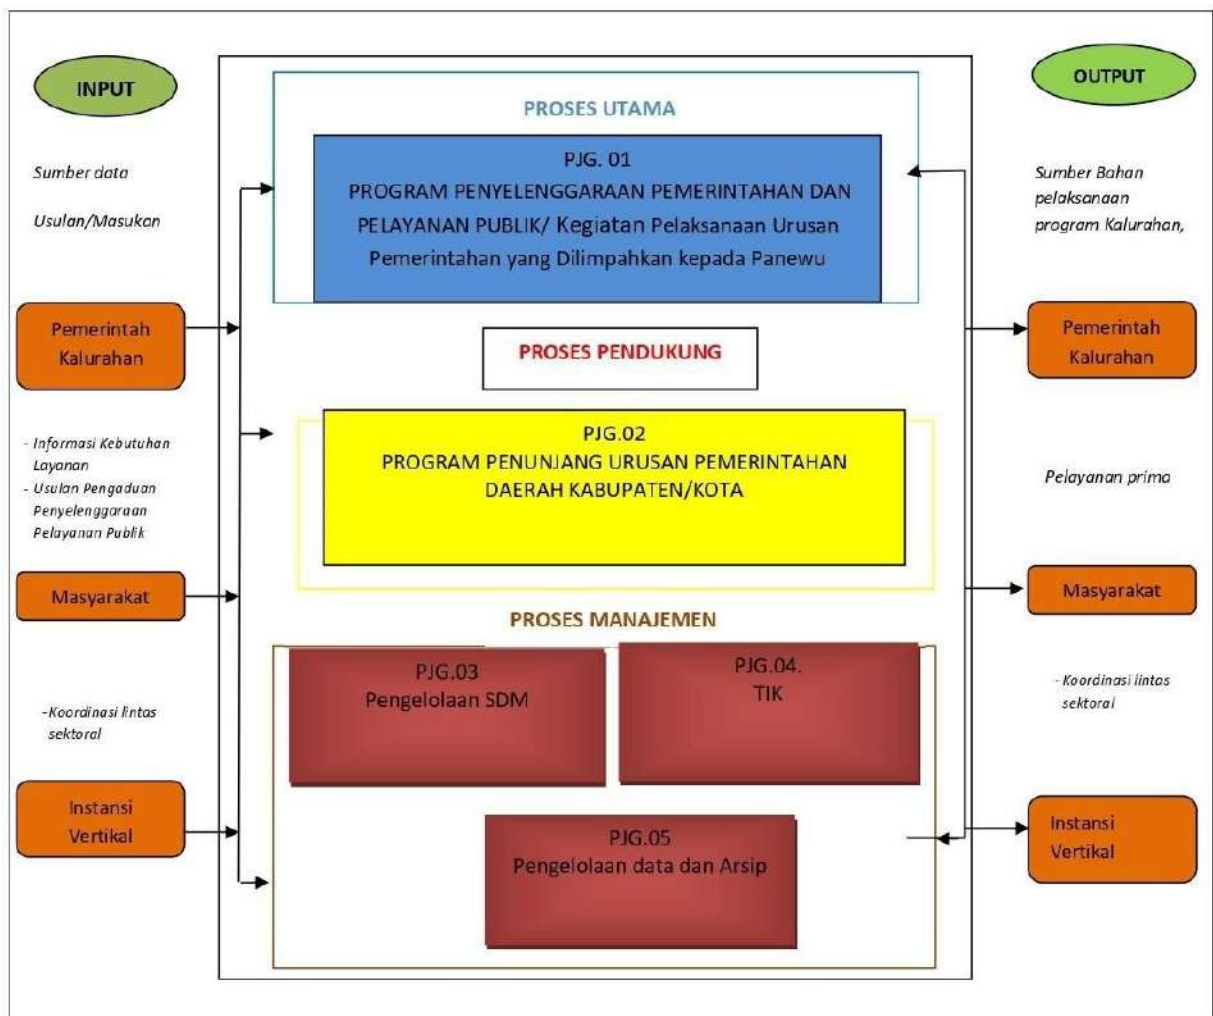 INPUT
Sumber data
Usulan/Masukan
Pemerintah
Kalurahan
- Informasi Kebutuhan
Layanan
- Usulan Pengaduan
Penyelenggaraan
Pelayanan Publik
Masyarakat
-Koordinasi lintas
sektoral
Instansi
Vertikal
PROSES UTAMA
PJG. 01
PROGRAM PENYELENGGARAAN PEMERINTAHAN DAN
PELAYANAN PUBLIK/ Kegiatan Pelaksanaan Urusan
Pemerintahan yang Dilimpahkan kepada Panewu
PROSES PENDUKUNG
PJG.02
PROGRAM PENUNJANG URUSAN PEMERINTAHAN
DAERAH KABUPATEN/KOTA
PROSES MANAJEMEN
PJG.03
Pengelolaan SDM
PJG.04.
TIK
PJG.05
Pengelolaan data dan Arsip
OUTPUT
Sumber Bahan
pelaksanaan
program Kalurahan,
Pemerintah
Kalurahan
Pelayanan prima
Masyarakat
- Koordinasi lintas
sektoral
Instansi
Vertikal